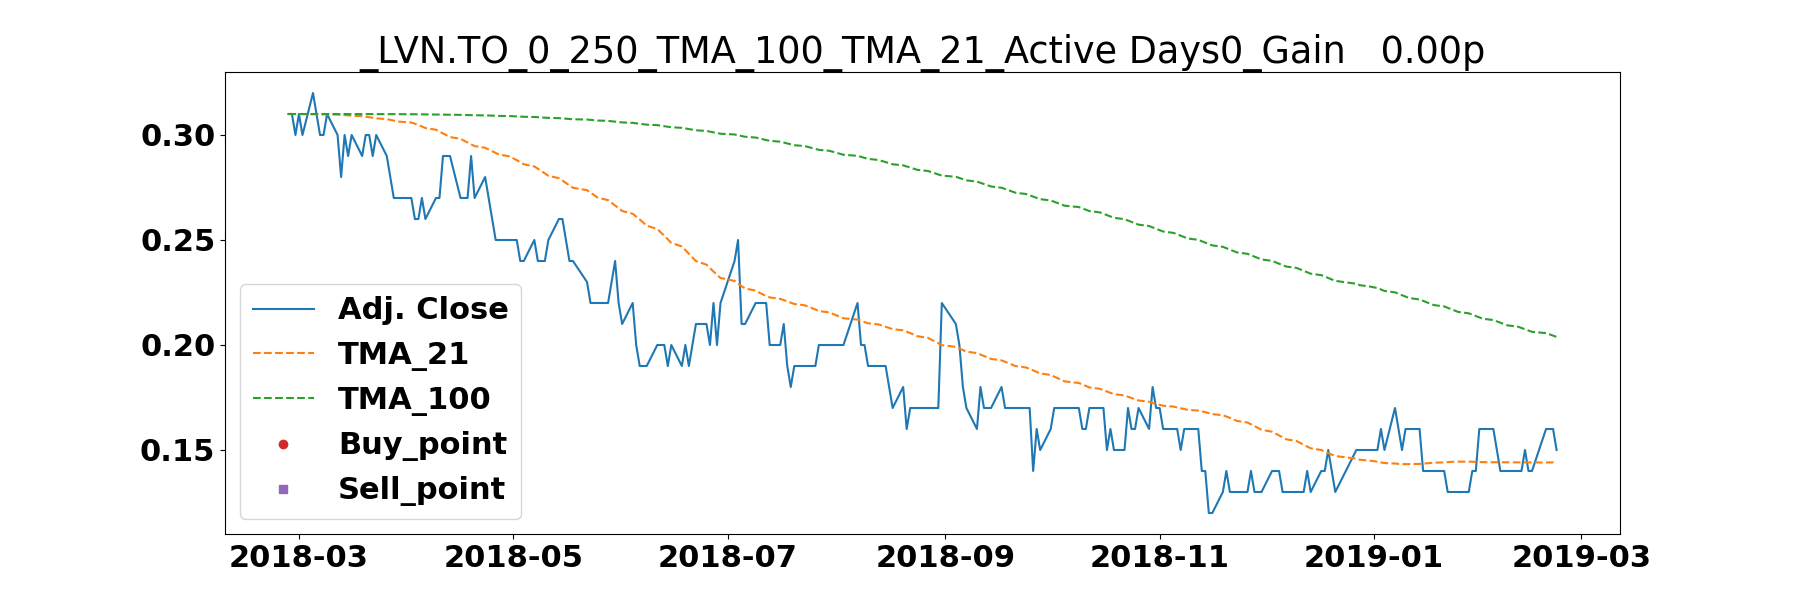 _LVN.TO_0_250_TMA_100_TMA_21_Active Days0_Gain   0.00p
0.30
0.25
0.20
0.15
Adj. Close
TMA_21
TMA_100
Buy_point
Sell_point
2018-03 2018-05 2018-07 2018-09 2018-11 2019-01 2019-03